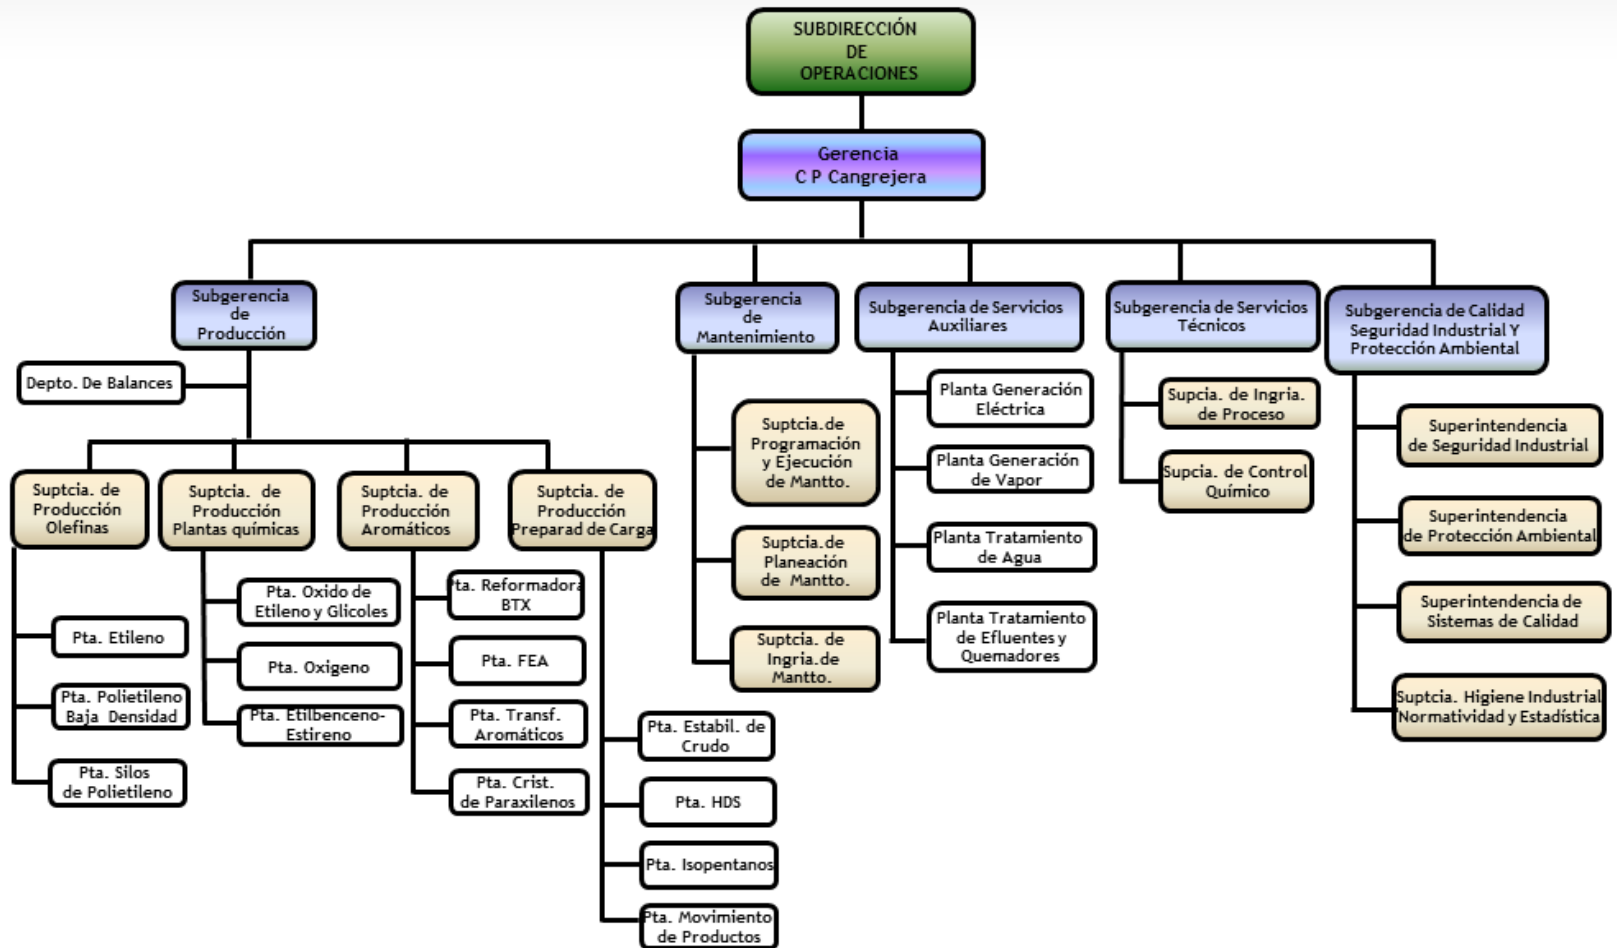 SUBDIRECCIÓN
DE
OPERACIONES
Gerencia
C P Cangrejera
Subgerencia
de
Producción
Subgerencia
de
Mantenimiento
Subgerencia de Servicios
Auxiliares
Subgerencia de Servicios
Técnicos
Subgerencia de Calidad
Seguridad Industrial Y
Protección Ambiental
Depto. De Balances
Suptcia. de
Producción
Olefinas
Suptcia. de
Producción
Plantas químicas
Suptcia. de
Producción
Aromáticos
Suptcia. de
Producción
Preparad de Carga
Pta. Etileno
Pta. Polietileno
Baja Densidad
Pta. Silos
de Polietileno
Pta. Oxido de
Etileno y Glicoles
Pta. Oxigeno
Pta. Etilbenceno-
Estireno
Pta. Reformadora
BTX
Pta. FEA
Pta. Transf.
Aromáticos
Pta. Crist.
de Paraxilenos
Pta. Estabil. de
Crudo
Pta. HDS
Pta. Isopentanos
Pta. Movimiento
de Productos
Suptcia.de
Programación
y Ejecución
de Mantto.
Suptcia.de
Planeación
de Mantto.
Suptcia. de
Ingria.de
Mantto.
Planta Generación
Eléctrica
Planta Generación
de Vapor
Planta Tratamiento
de Agua
Planta Tratamiento
de Efluentes y
Quemadores
Supcia. de Ingria.
de Proceso
Supcia. de Control
Químico
Superintendencia
de Seguridad Industrial
Superintendencia
de Protección Ambiental
Superintendencia de
Sistemas de Calidad
Suptcia. Higiene Industrial
Normatividad y Estadística